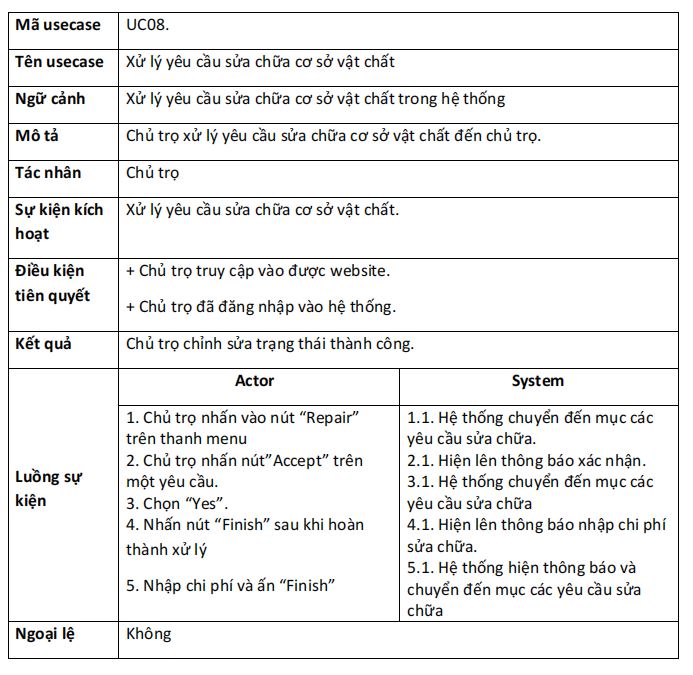 Mã usecase
UC08.
Tên usecase
Xử lý yêu cầu sửa chữa cơ sở vật chất
Ngữ cảnh
Xử lý yêu cầu sửa chữa cơ sở vật chất trong hệ thống
Mô tả
Chủ trọ xử lý yêu cầu sửa chữa cơ sở vật chất đến chủ trọ.
Tác nhân
Chủ trọ
Sự kiện kích
hoạt
Xử lý yêu cầu sửa chữa cơ sở vật chất.
Điều kiện
tiên quyết
+ Chủ trọ truy cập vào được website.
+ Chủ trọ đã đăng nhập vào hệ thống.
Kết quả
Chủ trọ chỉnh sửa trạng thái thành công.
Luồng sự
kiện
Actor
1. Chủ trọ nhấn vào nút “Repair”
trên thanh menu
2. Chủ trọ nhấn nút”Accept” trên
một yêu cầu.
3. Chọn “Yes”.
4. Nhấn nút “Finish” sau khi hoàn
thành xử lý
5. Nhập chi phí và ấn “Finish”
System
1.1. Hệ thống chuyển đến mục các
yêu cầu sửa chữa.
2.1. Hiện lên thông báo xác nhận.
3.1. Hệ thống chuyển đến mục các
yêu cầu sửa chữa
4.1. Hiện lên thông báo nhập chi phí
sửa chữa.
5.1. Hệ thống hiện thông báo và
chuyển đến mục các yêu cầu sửa
chữa
Ngoại lệ
Không